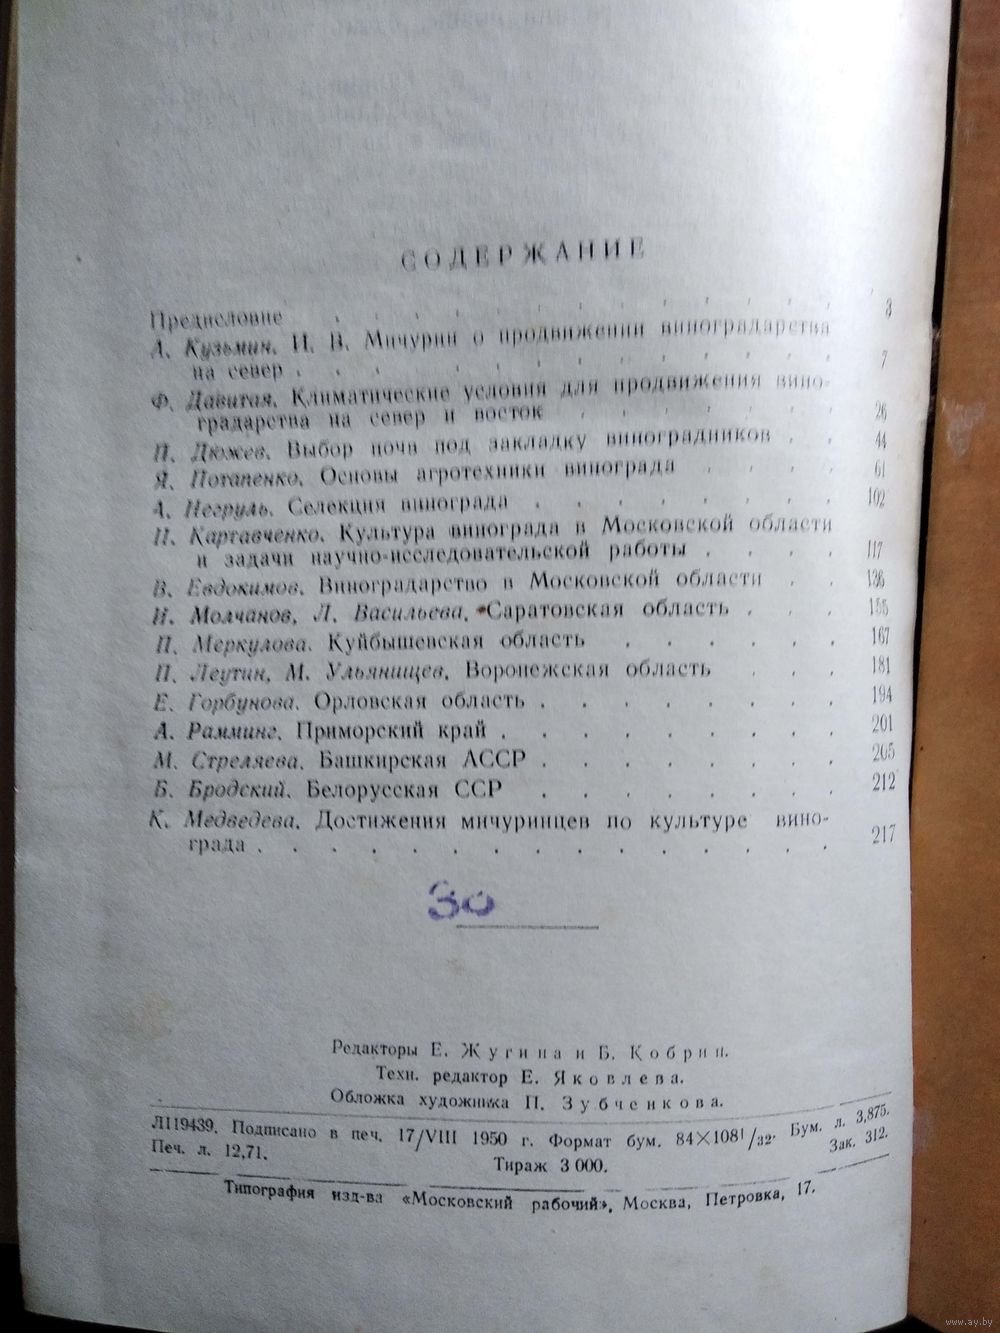 СОДЕРЖАНИЕ
Предисловие . . . . . . . . . . . . 3
А. Кузьмин. И. В. Мичурин о продвижении виноградарства
на север . . . . . . . . . . . . 7
Ф. Давитая. Климатические условия для продвижения вино-
градарства на север и восток . . . . . . . 26
П. Дюжев. Выбор почв под закладку виноградников . . 44
Я. Потапенко. Основы агротехники винограда . . . . 61
А. Негруль. Селекция винограда . . . . . . . . 102
П. Картавченко. Культура винограда в Московской области
и задачи научно-исследовательской работы . . . . 117
В. Евдокимов. Виноградарство в Московской области . . 136
И. Молчанов, Л. Васильева. Саратовская область . . . 155
П. Меркулова. Куйбышевская область . . . . . . 167
П. Леутин, М. Ульянищев. Воронежская область . . . 181
Е. Горбунова. Орловская область . . . . . . . . 194
А. Рамминг. Приморский край . . . . . . . . . 201
М. Стреляева. Башкирская АССР . . . . . . . . 205
Б. Бродский. Белорусская ССР . . . . . . . . 212
К. Медведева. Достижения мичуринцев по культуре вино-
града . . . . . . . . . . . . . . . 217
30
Редакторы Е. Жугина и Б. Кобрин.
Техн. редактор Е. Яковлева.
Обложка художника П. Зубченкова.
Л119439. Подписано в печ. 17/VIII 1950 г. Формат бум. 84×108¹/₃₂. Бум. л. 3,875.
Печ. л. 12,71. Тираж 3 000. Зак. 312.
Типография изд-ва «Московский рабочий», Москва, Петровка, 17.
www.ay.by